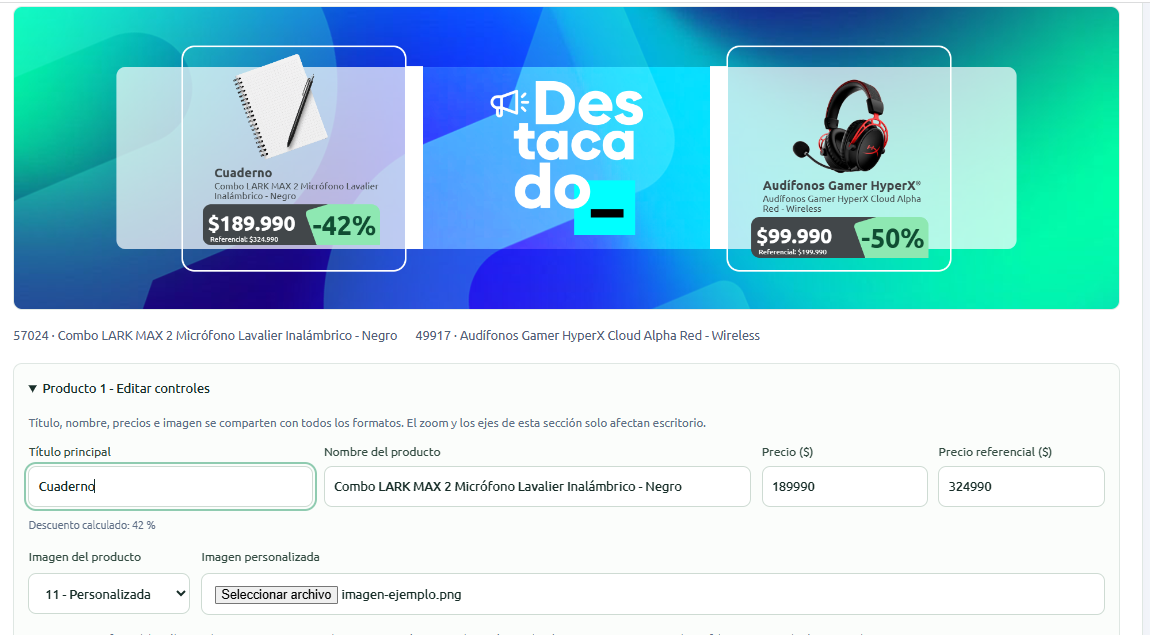 Cuaderno
Combo LARK MAX 2 Micrófono Lavalier
Inalámbrico - Negro
$189.990
-42%
Referencial: $324.990
Des
taca
do
Audífonos Gamer HyperX®
Audífonos Gamer HyperX Cloud Alpha
Red - Wireless
$99.990
-50%
Referencial: $199.990
57024 · Combo LARK MAX 2 Micrófono Lavalier Inalámbrico - Negro 49917 · Audífonos Gamer HyperX Cloud Alpha Red - Wireless
▼ Producto 1 - Editar controles
Título, nombre, precios e imagen se comparten con todos los formatos. El zoom y los ejes de esta sección solo afectan escritorio.
Título principal Nombre del producto Precio ($) Precio referencial ($)
Cuaderno Combo LARK MAX 2 Micrófono Lavalier Inalámbrico - Negro 189990 324990
Descuento calculado: 42 %
Imagen del producto Imagen personalizada
11 - Personalizada Seleccionar archivo imagen-ejemplo.png